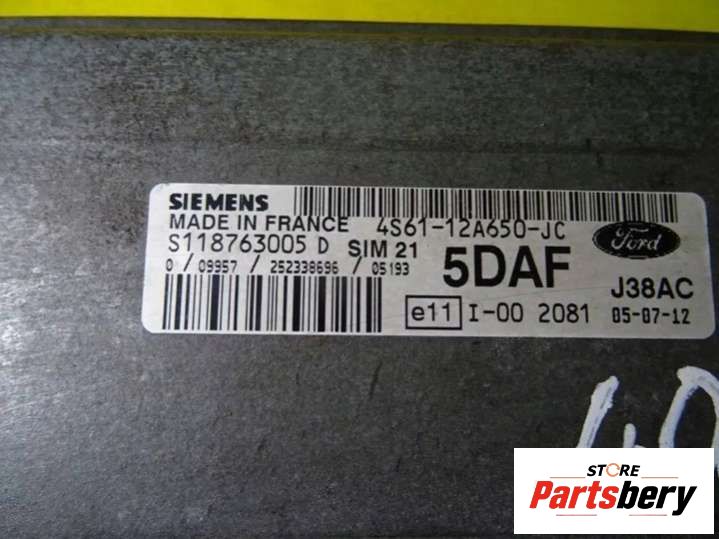 SIEMENS
MADE IN FRANCE 4S61-12A650-JC
S118763005 D SIM 21
Ford
0 / 09957 / 252338696 / 05193
5DAF J38AC
e11 I-00 2081 05-07-12
STORE
Partsbery